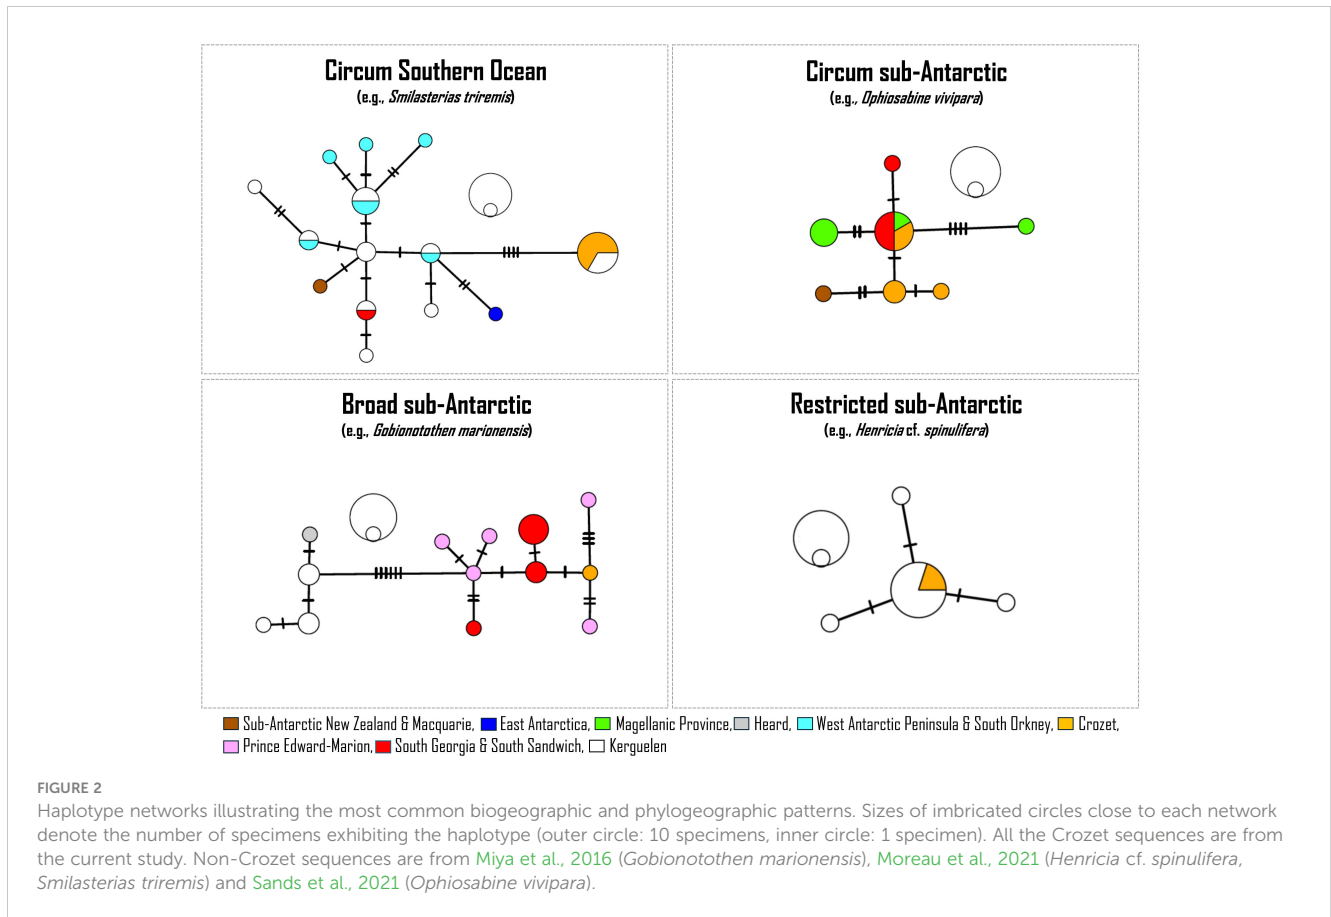 Circum Southern Ocean
(e.g., Smilasterias triremis)
Circum sub-Antarctic
(e.g., Ophiosabine vivipara)
Broad sub-Antarctic
(e.g., Gobionotothen marionensis)
Restricted sub-Antarctic
(e.g., Henricia cf. spinulifera)
Sub-Antarctic New Zealand & Macquarie, East Antarctica, Magellanic Province, Heard, West Antarctic Peninsula & South Orkney, Crozet,
Prince Edward-Marion, South Georgia & South Sandwich, Kerguelen
FIGURE 2
Haplotype networks illustrating the most common biogeographic and phylogeographic patterns. Sizes of imbricated circles close to each network
denote the number of specimens exhibiting the haplotype (outer circle: 10 specimens, inner circle: 1 specimen). All the Crozet sequences are from
the current study. Non-Crozet sequences are from Miya et al., 2016 (Gobionotothen marionensis), Moreau et al., 2021 (Henricia cf. spinulifera,
Smilasterias triremis) and Sands et al., 2021 (Ophiosabine vivipara).